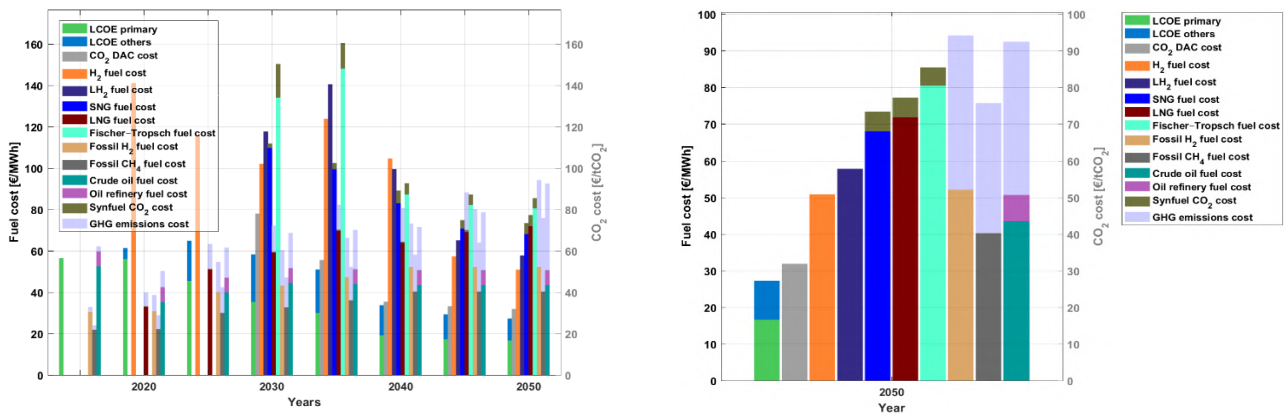 Fuel cost [€/MWh]
160
140
120
100
80
60
40
20
0
LCOE primary
LCOE others
CO2 DAC cost
H2 fuel cost
LH2 fuel cost
SNG fuel cost
LNG fuel cost
Fischer-Tropsch fuel cost
Fossil H2 fuel cost
Fossil CH4 fuel cost
Crude oil fuel cost
Oil refinery fuel cost
Synfuel CO2 cost
GHG emissions cost
160
140
120
100
80
60
40
20
0
CO2 cost [€/tCO2]
2020
2030
2040
2050
Years
Fuel cost [€/MWh]
100
90
80
70
60
50
40
30
20
10
0
100
90
80
70
60
50
40
30
20
10
0
CO2 cost [€/tCO2]
2050
Year
LCOE primary
LCOE others
CO2 DAC cost
H2 fuel cost
LH2 fuel cost
SNG fuel cost
LNG fuel cost
Fischer-Tropsch fuel cost
Fossil H2 fuel cost
Fossil CH4 fuel cost
Crude oil fuel cost
Oil refinery fuel cost
Synfuel CO2 cost
GHG emissions cost